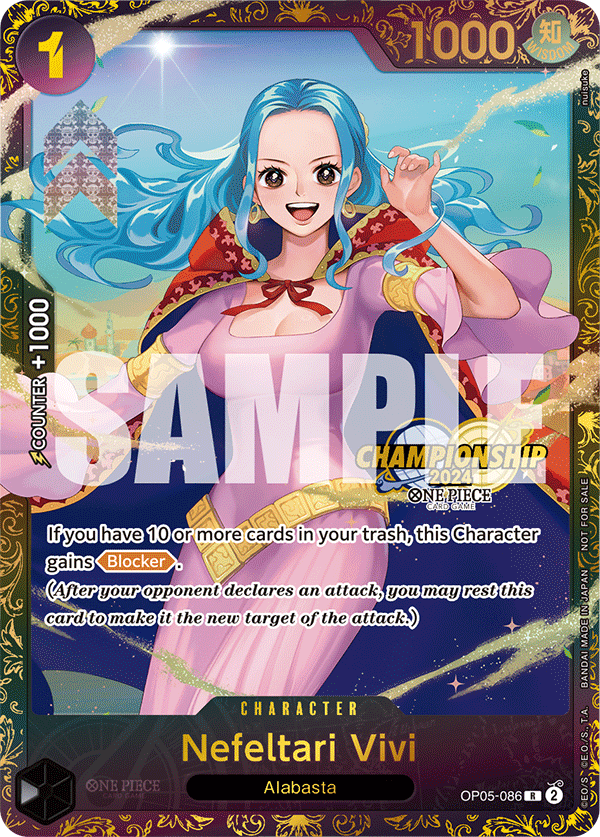 1
1000
知
WISDOM
nuisuke
COUNTER +1000
SAMPLE
CHAMPIONSHIP
2024
ONE PIECE
CARD GAME
If you have 10 or more cards in your trash, this Character
gains Blocker.
(After your opponent declares an attack, you may rest this
card to make it the new target of the attack.)
CHARACTER
Nefeltari Vivi
Alabasta
ONE PIECE
CARD GAME
OP05-086 R 2
©E.O./S. ©E.O./S., T.A. BANDAI MADE IN JAPAN NOT FOR SALE